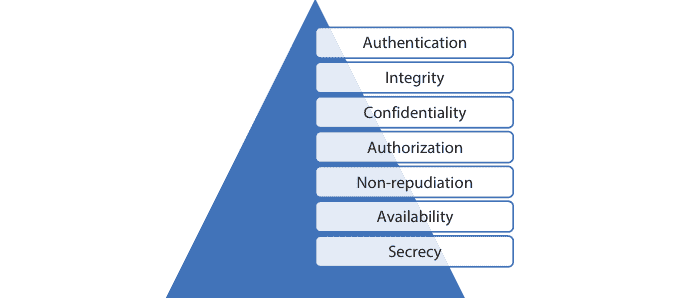 Authentication
Integrity
Confidentiality
Authorization
Non-repudiation
Availability
Secrecy